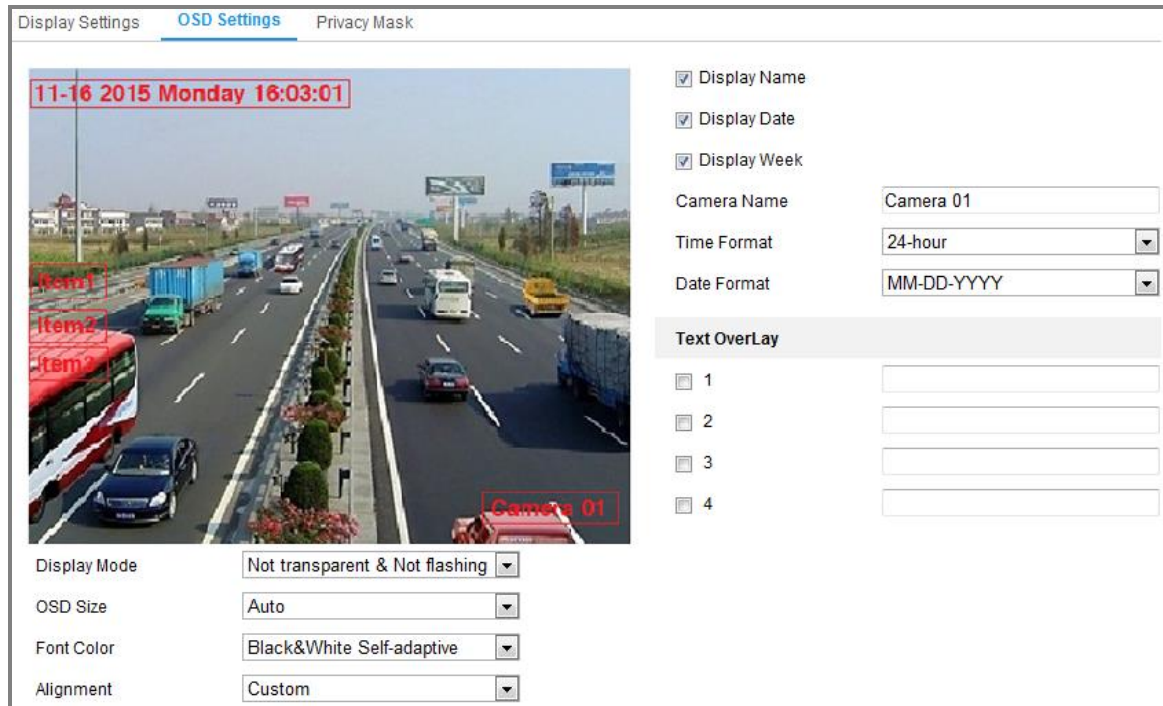 Display Settings OSD Settings Privacy Mask
11-16 2015 Monday 16:03:01
Item1
Item2
Item3
Camera 01
Display Mode Not transparent & Not flashing
OSD Size Auto
Font Color Black&White Self-adaptive
Alignment Custom
Display Name
Display Date
Display Week
Camera Name Camera 01
Time Format 24-hour
Date Format MM-DD-YYYY
Text OverLay
1
2
3
4